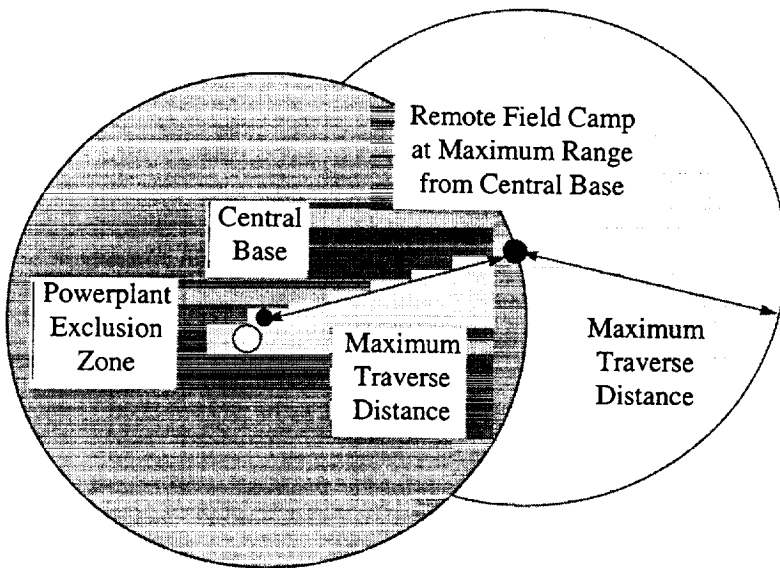 Remote Field Camp
at Maximum Range
from Central Base
Central
Base
Powerplant
Exclusion
Zone
Maximum
Traverse
Distance
Maximum
Traverse
Distance